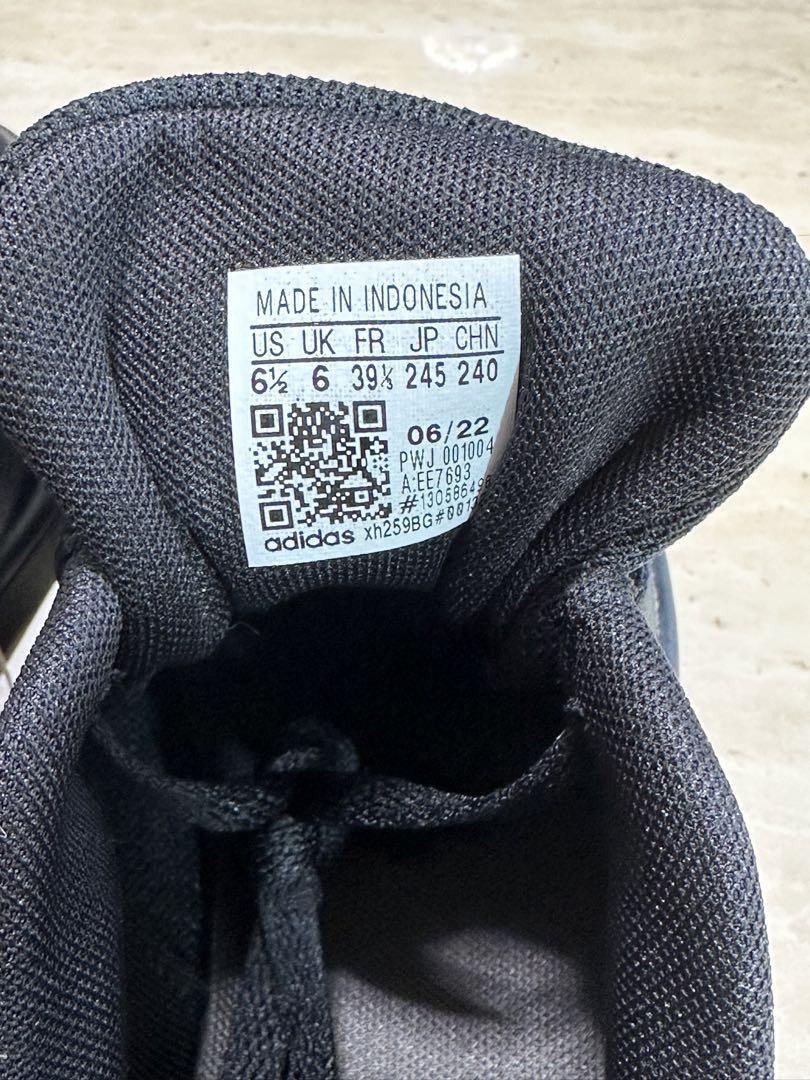 MADE IN INDONESIA
US UK FR JP CHN
6½ 6 39⅓ 245 240
06/22
PWJ 001004
A:EE7693
adidas